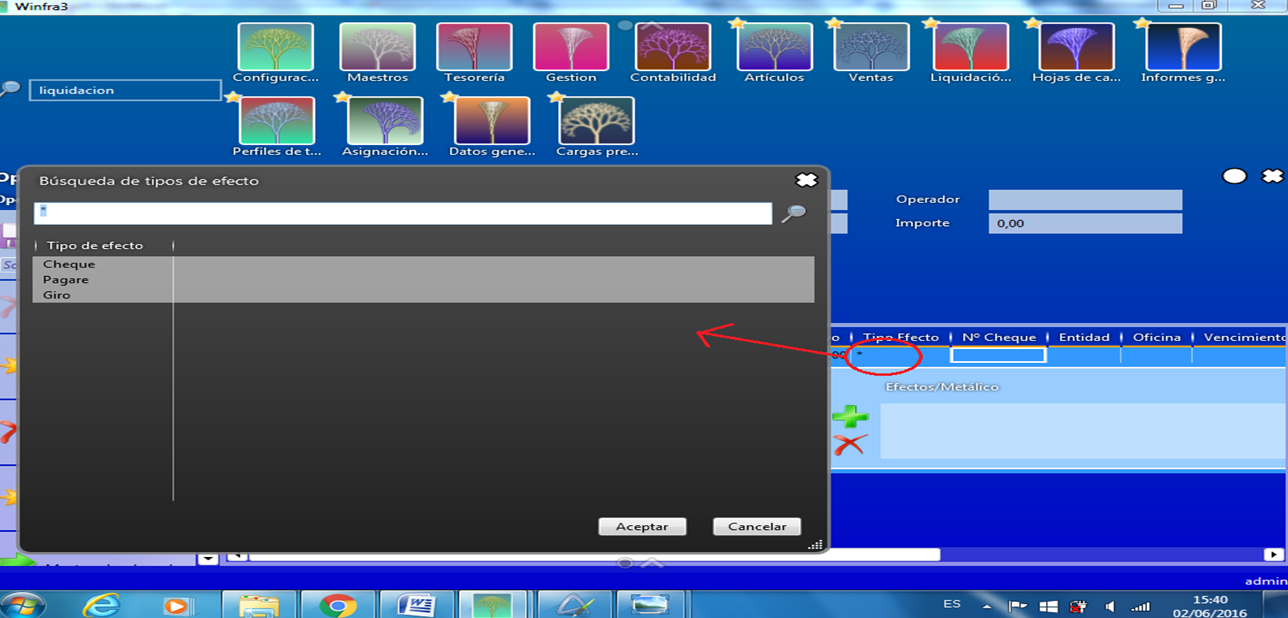 Winfra3
Configurac...
Maestros
Tesorería
Gestion
Contabilidad
Artículos
Ventas
Liquidació...
Hojas de ca...
Informes g...
liquidacion
Perfiles de t...
Asignación...
Datos gene...
Cargas pre...
Búsqueda de tipos de efecto
*
Tipo de efecto
Cheque
Pagare
Giro
Aceptar
Cancelar
Operador
Importe
0,00
Tipo Efecto
Nº Cheque
Entidad
Oficina
Vencimiento
*
Efectos/Metálico
admin
ES
15:40
02/06/2016